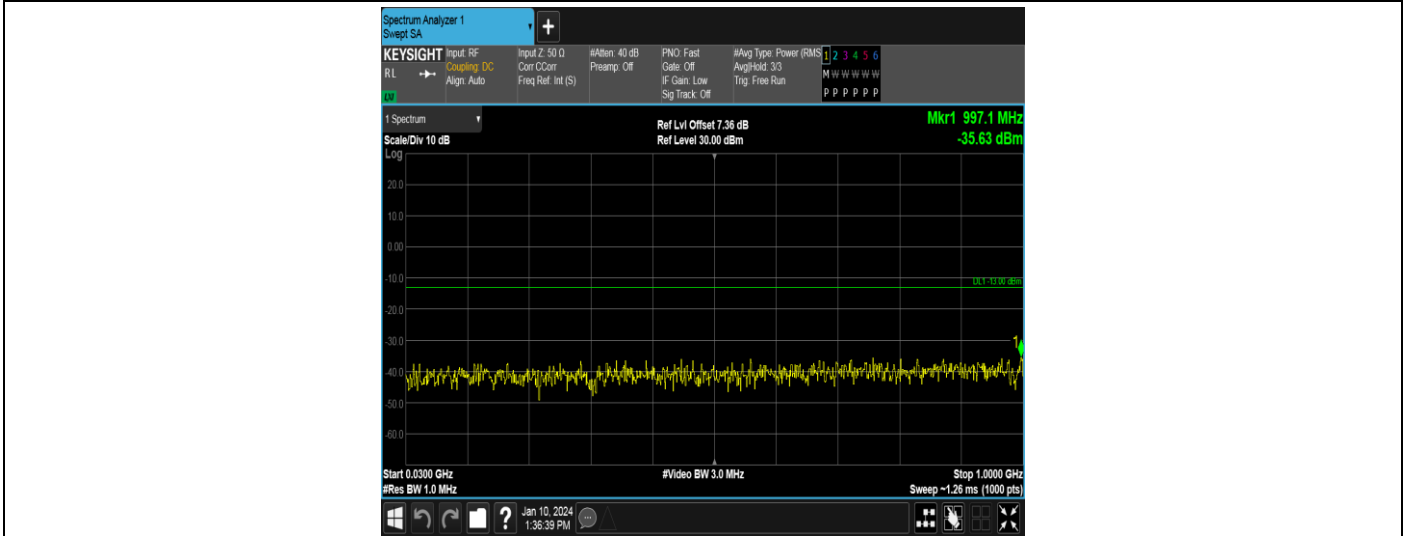 Spectrum Analyzer 1
Swept SA
+
KEYSIGHT
RL
Input: RF
Coupling: DC
Align: Auto
Input Z: 50 Ω
Corr CCorr
Freq Ref: Int (S)
#Atten: 40 dB
Preamp: Off
PNO: Fast
Gate: Off
IF Gain: Low
Sig Track: Off
#Avg Type: Power (RMS
Avg|Hold: 3/3
Trig: Free Run
1 2 3 4 5 6
M W W W W W
P P P P P P
1 Spectrum
Scale/Div 10 dB
Ref Lvl Offset 7.36 dB
Ref Level 30.00 dBm
Mkr1 997.1 MHz
-35.63 dBm
Log
20.0
10.0
0.00
-10.0
DL1 -13.00 dBm
-20.0
-30.0
1
-40.0
-50.0
-60.0
Start 0.0300 GHz
#Video BW 3.0 MHz
Stop 1.0000 GHz
#Res BW 1.0 MHz
Sweep ~1.26 ms (1000 pts)
?
Jan 10, 2024
1:36:39 PM